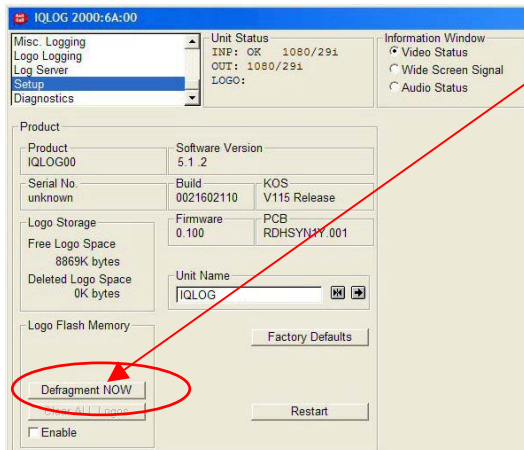 IQLOG 2000:6A:00
Misc. Logging
Logo Logging
Log Server
Setup
Diagnostics
Unit Status
INP: OK 1080/29i
OUT: 1080/29i
LOGO:
Information Window
Video Status
Wide Screen Signal
Audio Status
Product
Product
IQLOG00
Software Version
5.1 .2
Serial No.
unknown
Build
0021602110
KOS
V115 Release
Logo Storage
Free Logo Space
8869K bytes
Deleted Logo Space
0K bytes
Firmware
0.100
PCB
RDHSYN1Y.001
Unit Name
IQLOG
Logo Flash Memory
Factory Defaults
Defragment NOW
Clear ALL Logos
Restart
Enable